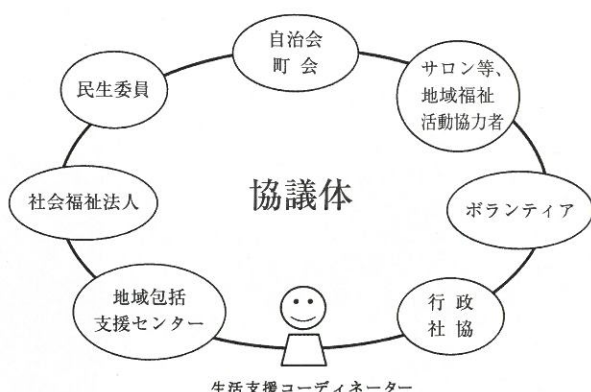 自治会
町会
サロン等、
地域福祉
活動協力者
民生委員
協議体
社会福祉法人
ボランティア
地域包括
支援センター
行政
社協
生活支援コーディネーター